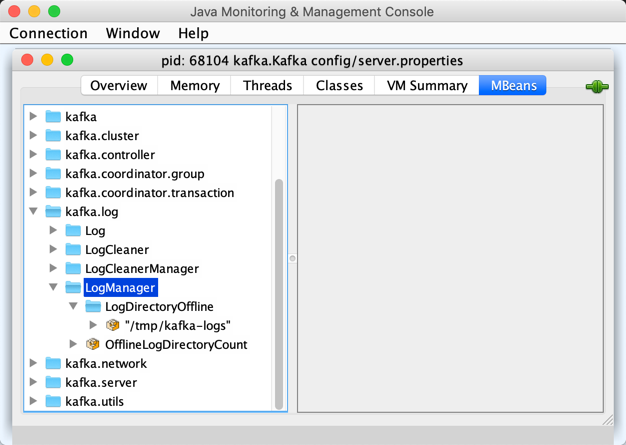 Java Monitoring & Management Console
Connection Window Help
pid: 68104 kafka.Kafka config/server.properties
Overview Memory Threads Classes VM Summary MBeans
kafka
kafka.cluster
kafka.controller
kafka.coordinator.group
kafka.coordinator.transaction
kafka.log
Log
LogCleaner
LogCleanerManager
LogManager
LogDirectoryOffline
"/tmp/kafka-logs"
OfflineLogDirectoryCount
kafka.network
kafka.server
kafka.utils